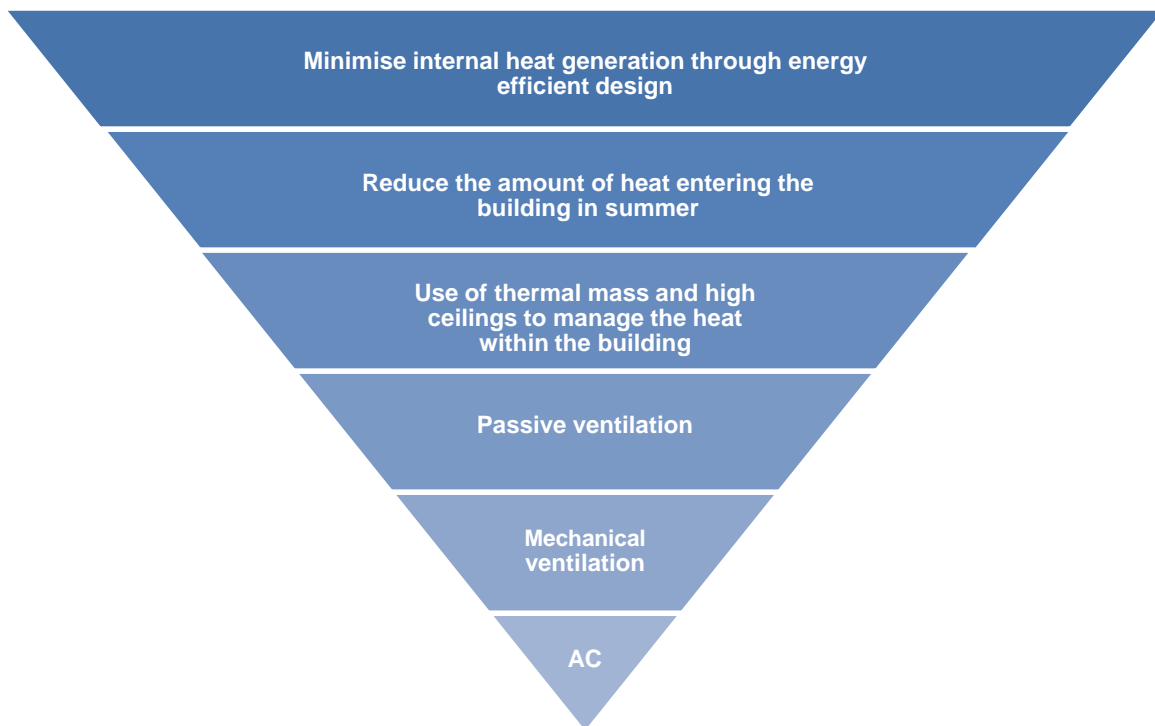 Minimise internal heat generation through energy
efficient design
Reduce the amount of heat entering the
building in summer
Use of thermal mass and high
ceilings to manage the heat
within the building
Passive ventilation
Mechanical
ventilation
AC